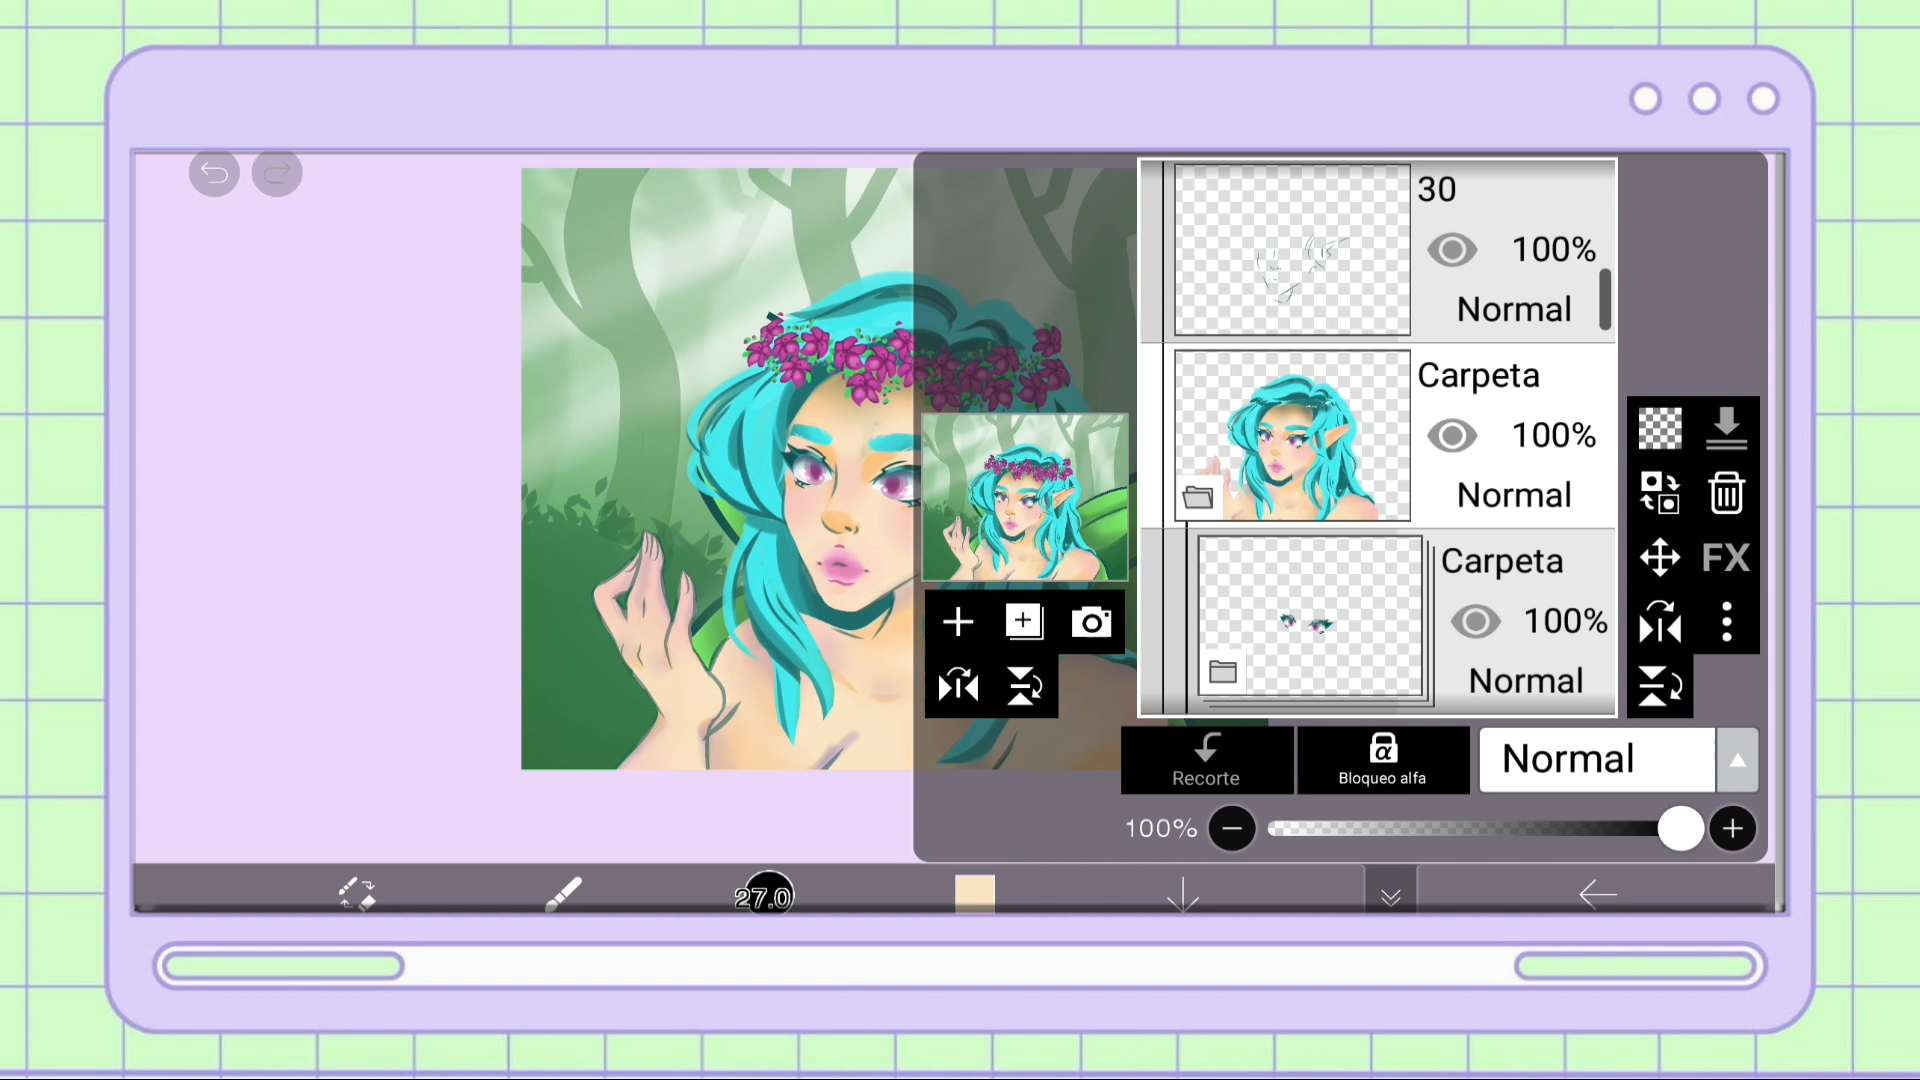 30
100%
Normal
Carpeta
100%
Normal
Carpeta
100%
Normal
FX
Recorte
α
Bloqueo alfa
Normal
100%
27.0